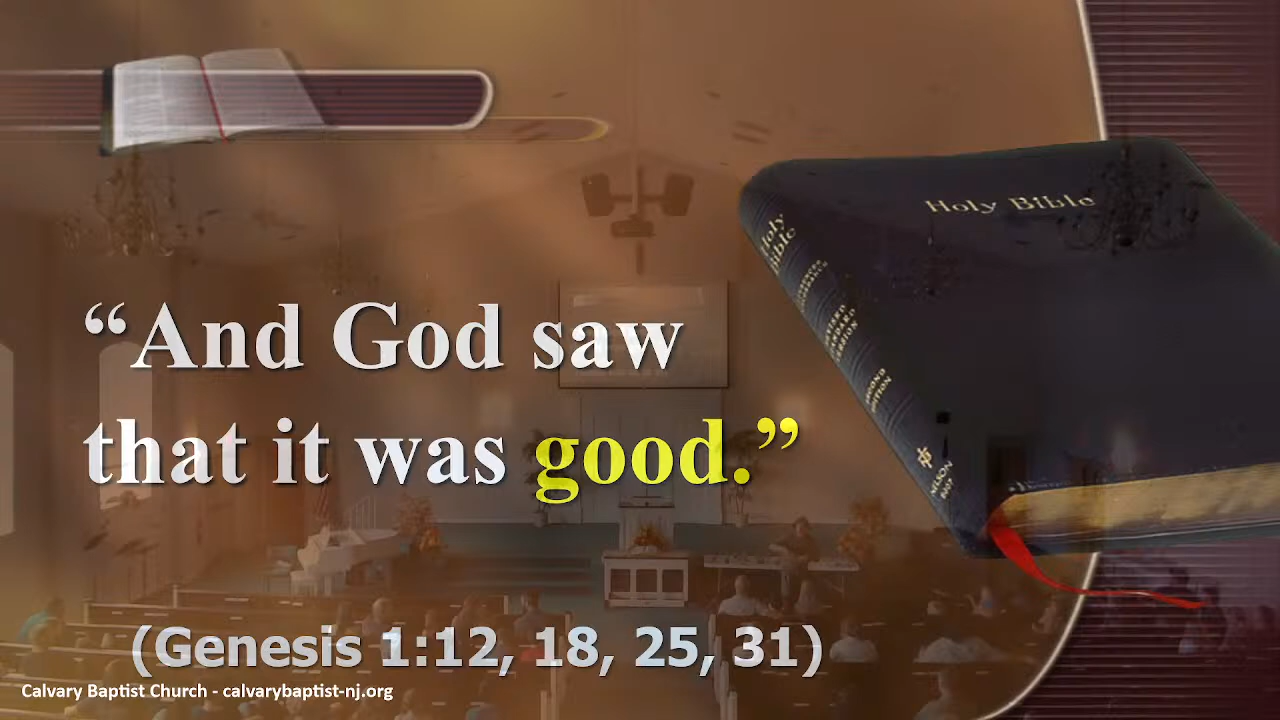 Holy Bible
Holy
Bible
“And God saw
that it was good.”
(Genesis 1:12, 18, 25, 31)
NELSON
Calvary Baptist Church - calvarybaptist-nj.org